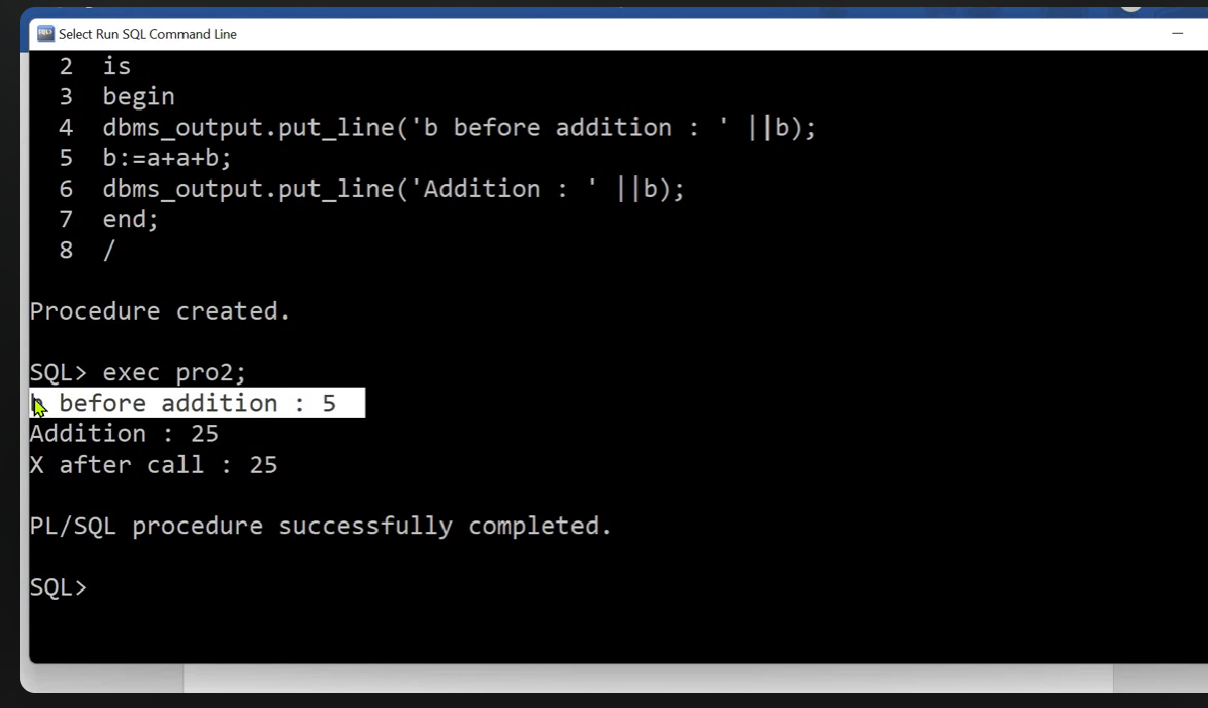 Select Run SQL Command Line
2 is
3 begin
4 dbms_output.put_line('b before addition : ' ||b);
5 b:=a+a+b;
6 dbms_output.put_line('Addition : ' ||b);
7 end;
8 /
Procedure created.
SQL> exec pro2;
b before addition : 5
Addition : 25
X after call : 25
PL/SQL procedure successfully completed.
SQL>